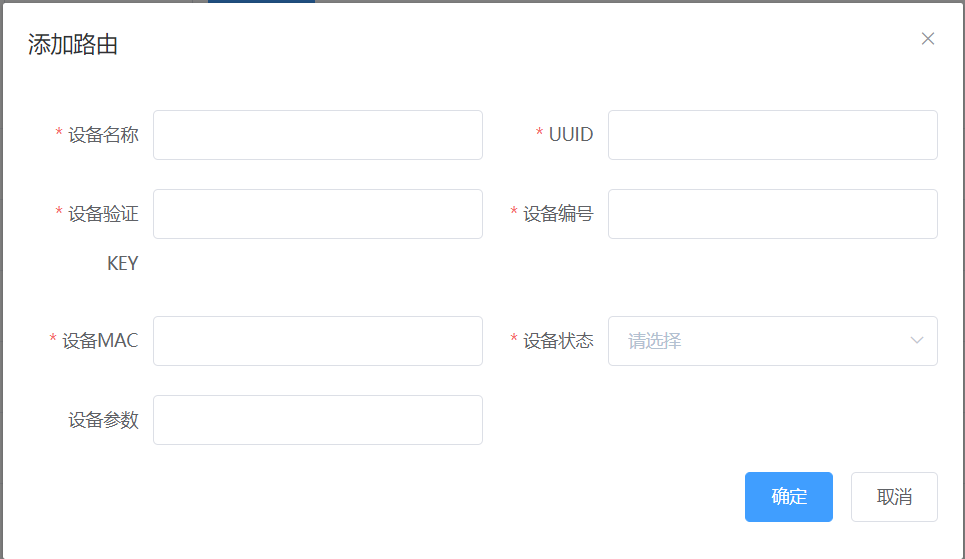 添加路由
* 设备名称
* UUID
* 设备验证
KEY
* 设备编号
* 设备MAC
* 设备状态
请选择
设备参数
确定
取消